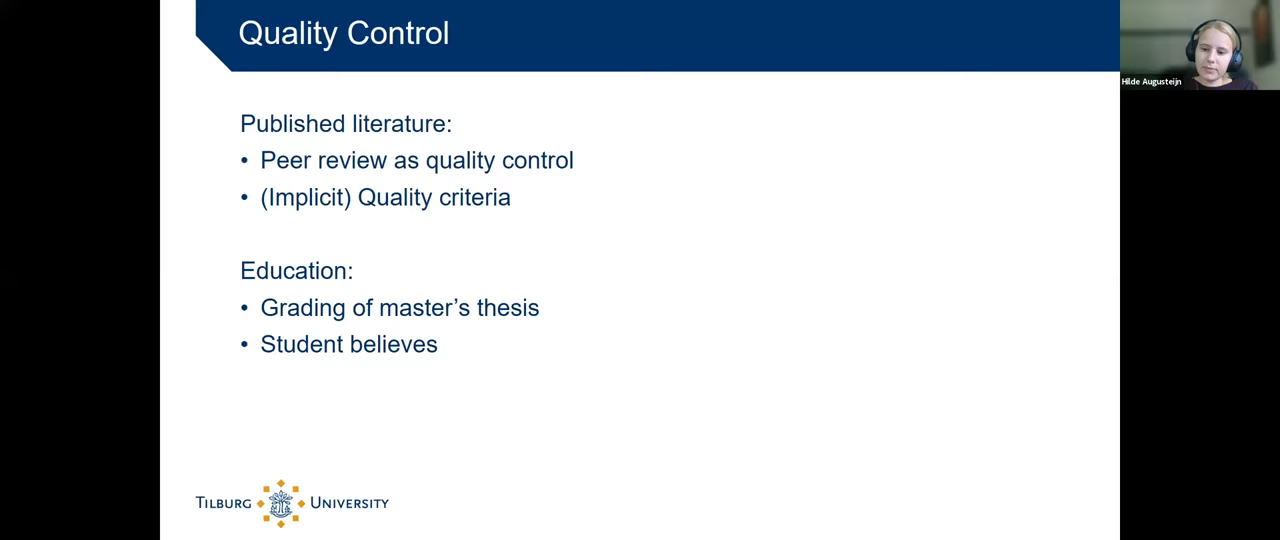 Quality Control
Hilde Augusteijn
Published literature:
• Peer review as quality control
• (Implicit) Quality criteria
Education:
• Grading of master’s thesis
• Student believes
TILBURG UNIVERSITY